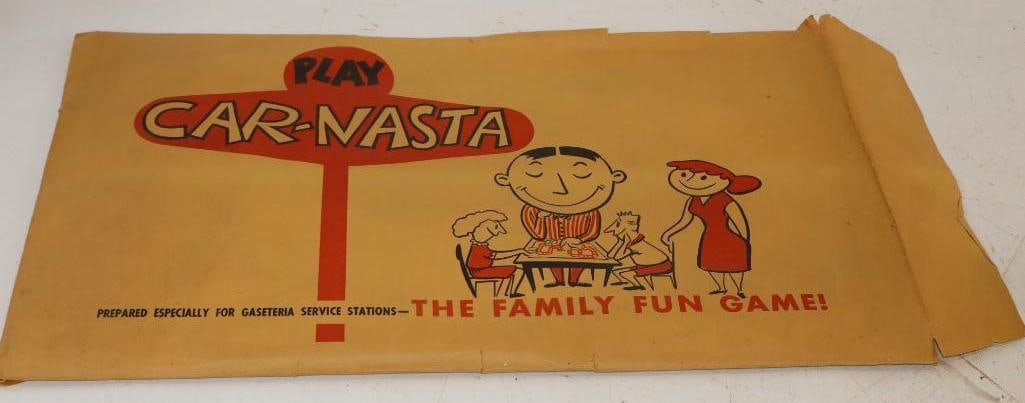 PLAY
CAR-NASTA
PREPARED ESPECIALLY FOR GASETERIA SERVICE STATIONS—THE FAMILY FUN GAME!